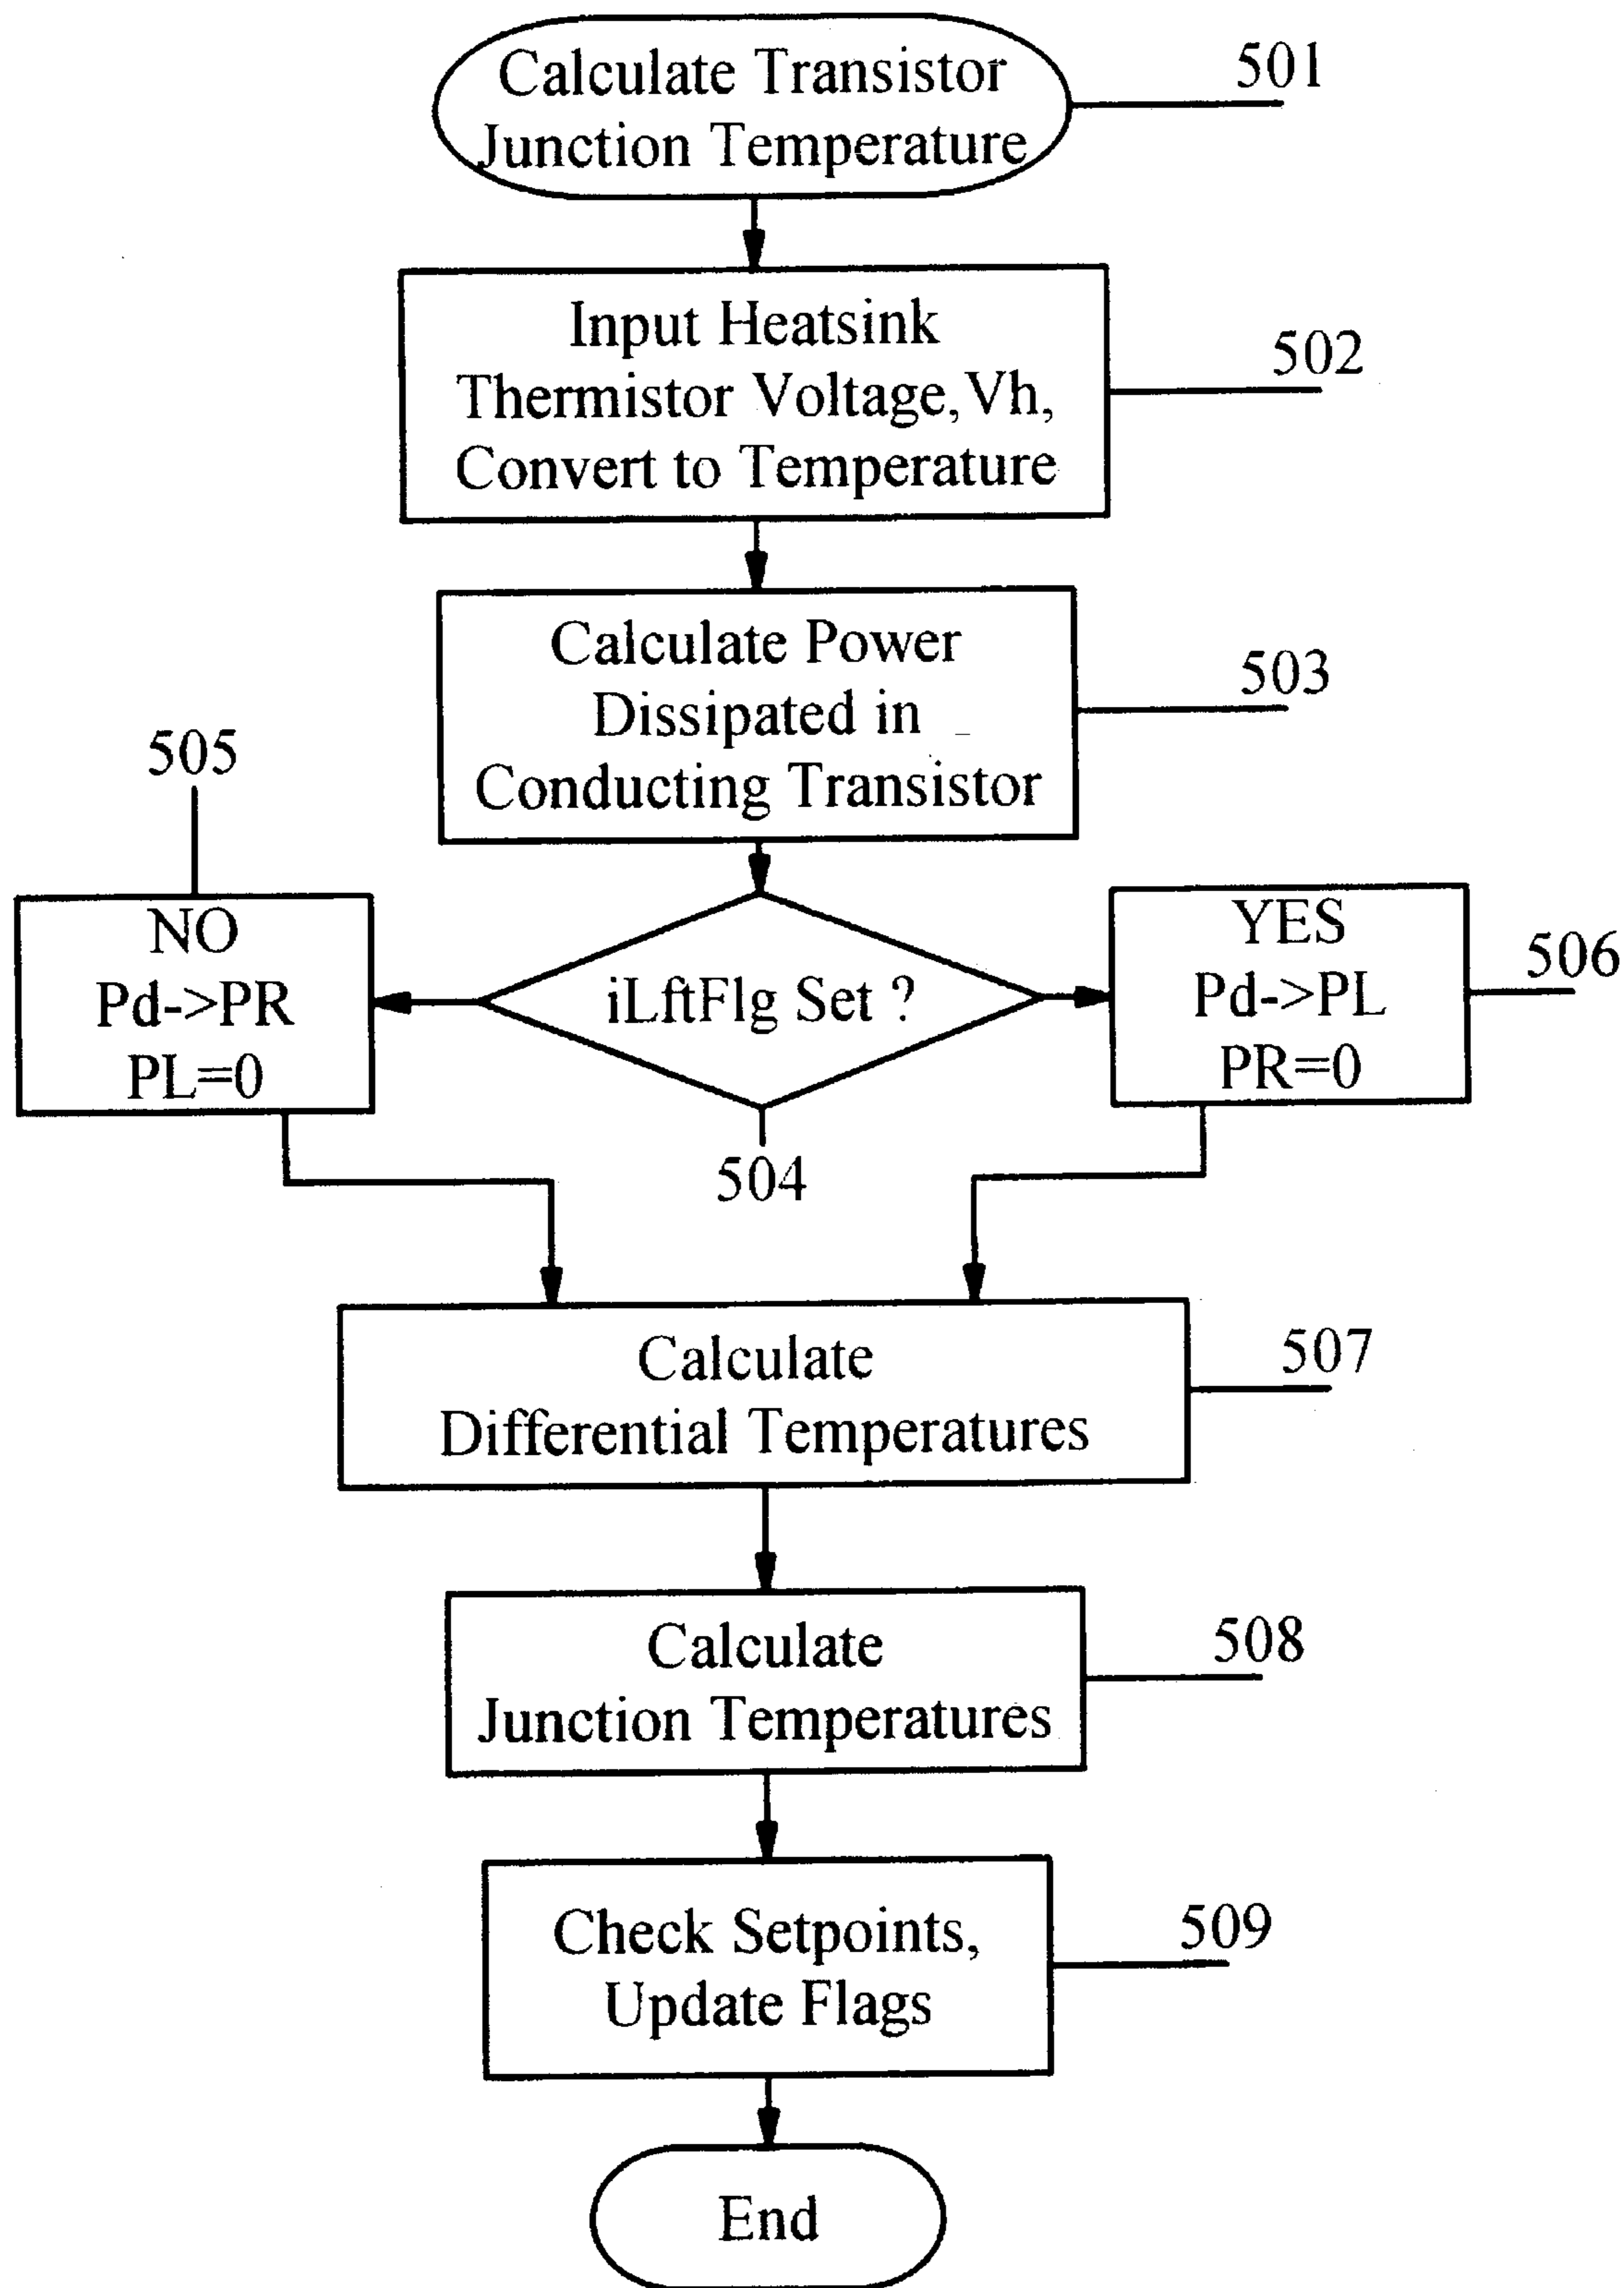 Calculate Transistor
Junction Temperature
501
Input Heatsink
Thermistor Voltage, Vh,
Convert to Temperature
502
Calculate Power
Dissipated in
Conducting Transistor
503
505
NO
Pd->PR
PL=0
iLftFlg Set ?
504
YES
Pd->PL
PR=0
506
Calculate
Differential Temperatures
507
Calculate
Junction Temperatures
508
Check Setpoints,
Update Flags
509
End